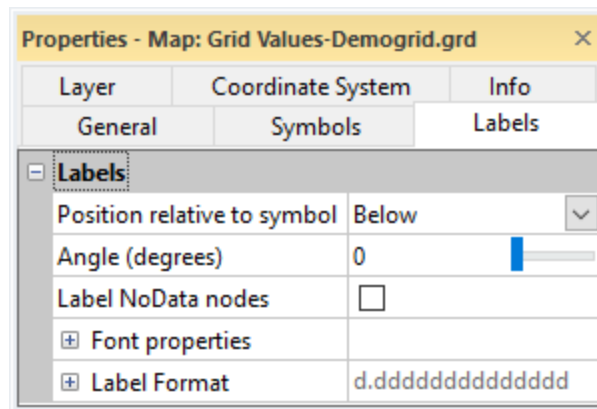 Properties - Map: Grid Values-Demogrid.grd
Layer Coordinate System Info
General Symbols Labels
Labels
Position relative to symbol Below
Angle (degrees) 0
Label NoData nodes
Font properties
Label Format d.dddddddddddddd